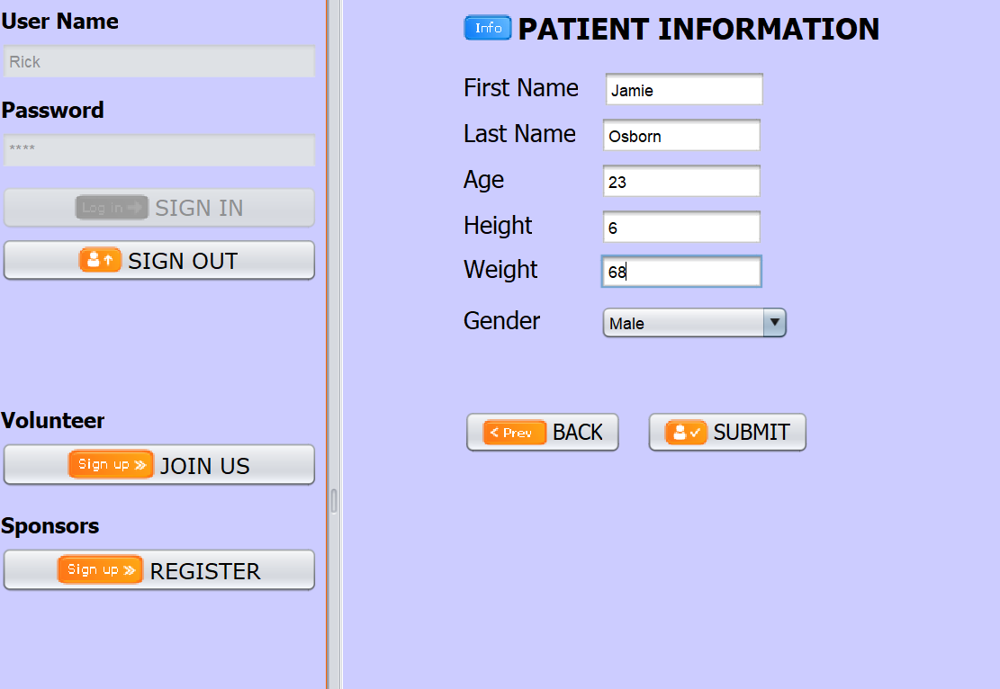 User Name
Rick
Password
****
Log in SIGN IN
SIGN OUT
Volunteer
Sign up JOIN US
Sponsors
Sign up REGISTER
Info PATIENT INFORMATION
First Name Jamie
Last Name Osborn
Age 23
Height 6
Weight 68
Gender Male
< Prev BACK
SUBMIT